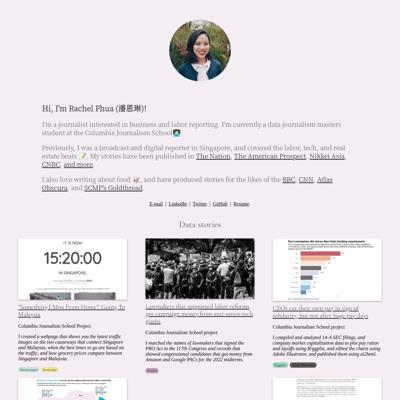 Hi, I'm Rachel Phua (潘恩琳)!
I'm a journalist interested in business and labor reporting. I'm currently a data journalism masters
student at the Columbia Journalism School
Previously, I was a broadcast and digital reporter in Singapore, and covered the labor, tech, and real
estate beats 📝. My stories have been published in The Nation, The American Prospect, Nikkei Asia,
CNBC, and more.
I also love writing about food 🍜, and have produced stories for the likes of the BBC, CNN, Atlas
Obscura, and SCMP's Goldthread.
E-mail | LinkedIn | Twitter | GitHub | Resume
Data stories
IT IS NOW
15:20:00
IN SINGAPORE.
"Something I Miss From Home": Going To
Malaysia
Columbia Journalism School Project
I created a webpage that shows you the latest traffic
images on the two causeways that connect Singapore
and Malaysia, when the best times to go are based on
the traffic, and how grocery prices compare between
Singapore and Malaysia.
Lawmakers that supported labor reforms
got campaign money from anti-union tech
giants
Columbia Journalism School project
I matched the names of lawmakers that signed the
PRO Act in the 117th Congress and records that
showed congressional candidates that got money from
Amazon and Google PACs for the 2022 midterms.
CEOs cut their own pay in sign of
solidarity, but not after huge pay days
Columbia Journalism School project
I compiled and analyzed 14-A SEC filings, and
company market capitalization data to plot pay ratios
and layoffs using R/ggplot, and edited the charts using
Adobe Illustrator, and published them using ai2html.